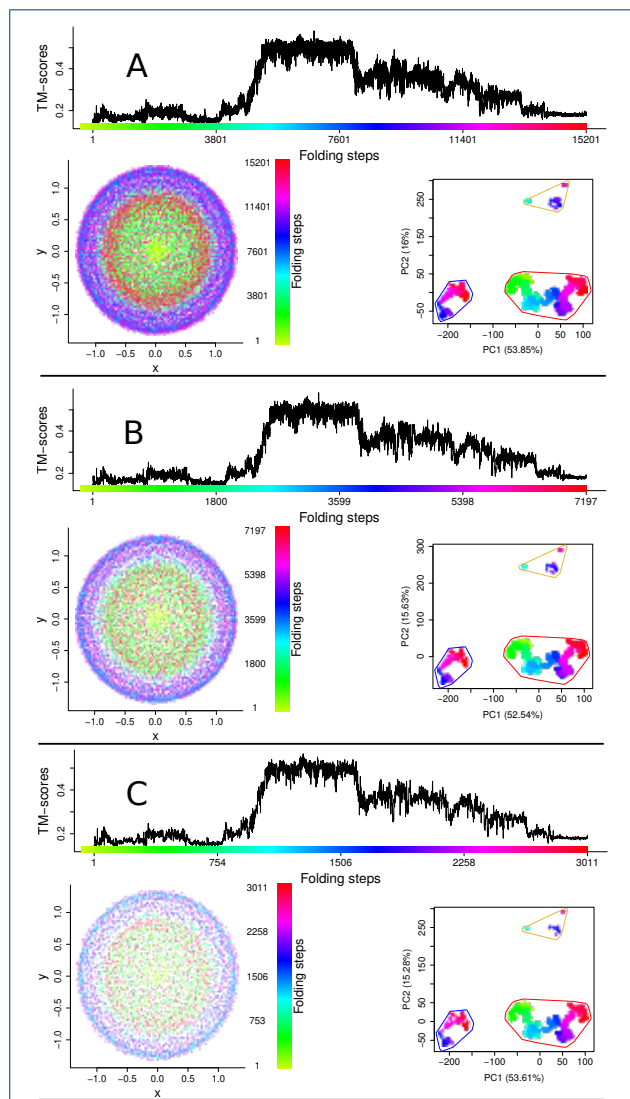 A
TM−scores
0.2 0.4
1 3801 7601 11401 15201
Folding steps
y
−1.0 −0.5 0.0 0.5 1.0
−1.0 −0.5 0.0 0.5 1.0
x
15201
11401
7601
3801
1
Folding steps
PC2 (16%)
−50 50 150 250
−200 −100 0 50 100
PC1 (53.85%)
B
TM−scores
0.2 0.4
1 1800 3599 5398 7197
Folding steps
y
−1.0 −0.5 0.0 0.5 1.0
−1.0 −0.5 0.0 0.5 1.0
x
7197
5398
3599
1800
1
Folding steps
PC2 (15.63%)
0 100 200 300
−200 −100 0 50 100
PC1 (52.54%)
C
TM−scores
0.2 0.4
1 754 1506 2258 3011
Folding steps
y
−1.0 −0.5 0.0 0.5 1.0
−1.0 −0.5 0.0 0.5 1.0
x
3011
2258
1506
753
1
Folding steps
PC2 (15.28%)
−50 0 50 150 250
−200 −100 0 50 100
PC1 (53.61%)